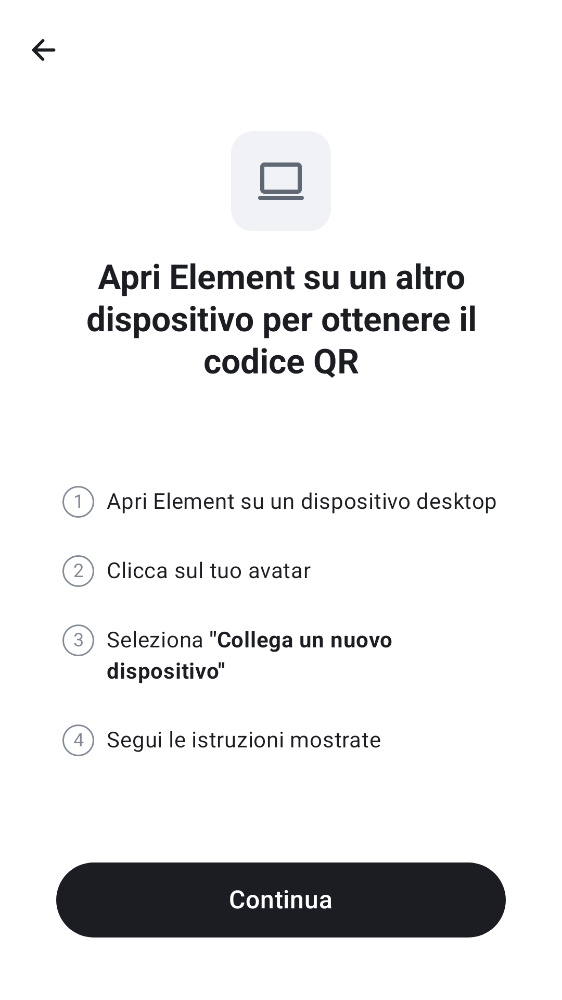 Apri Element su un altro
dispositivo per ottenere il
codice QR
1 Apri Element su un dispositivo desktop
2 Clicca sul tuo avatar
3 Seleziona "Collega un nuovo
dispositivo"
4 Segui le istruzioni mostrate
Continua